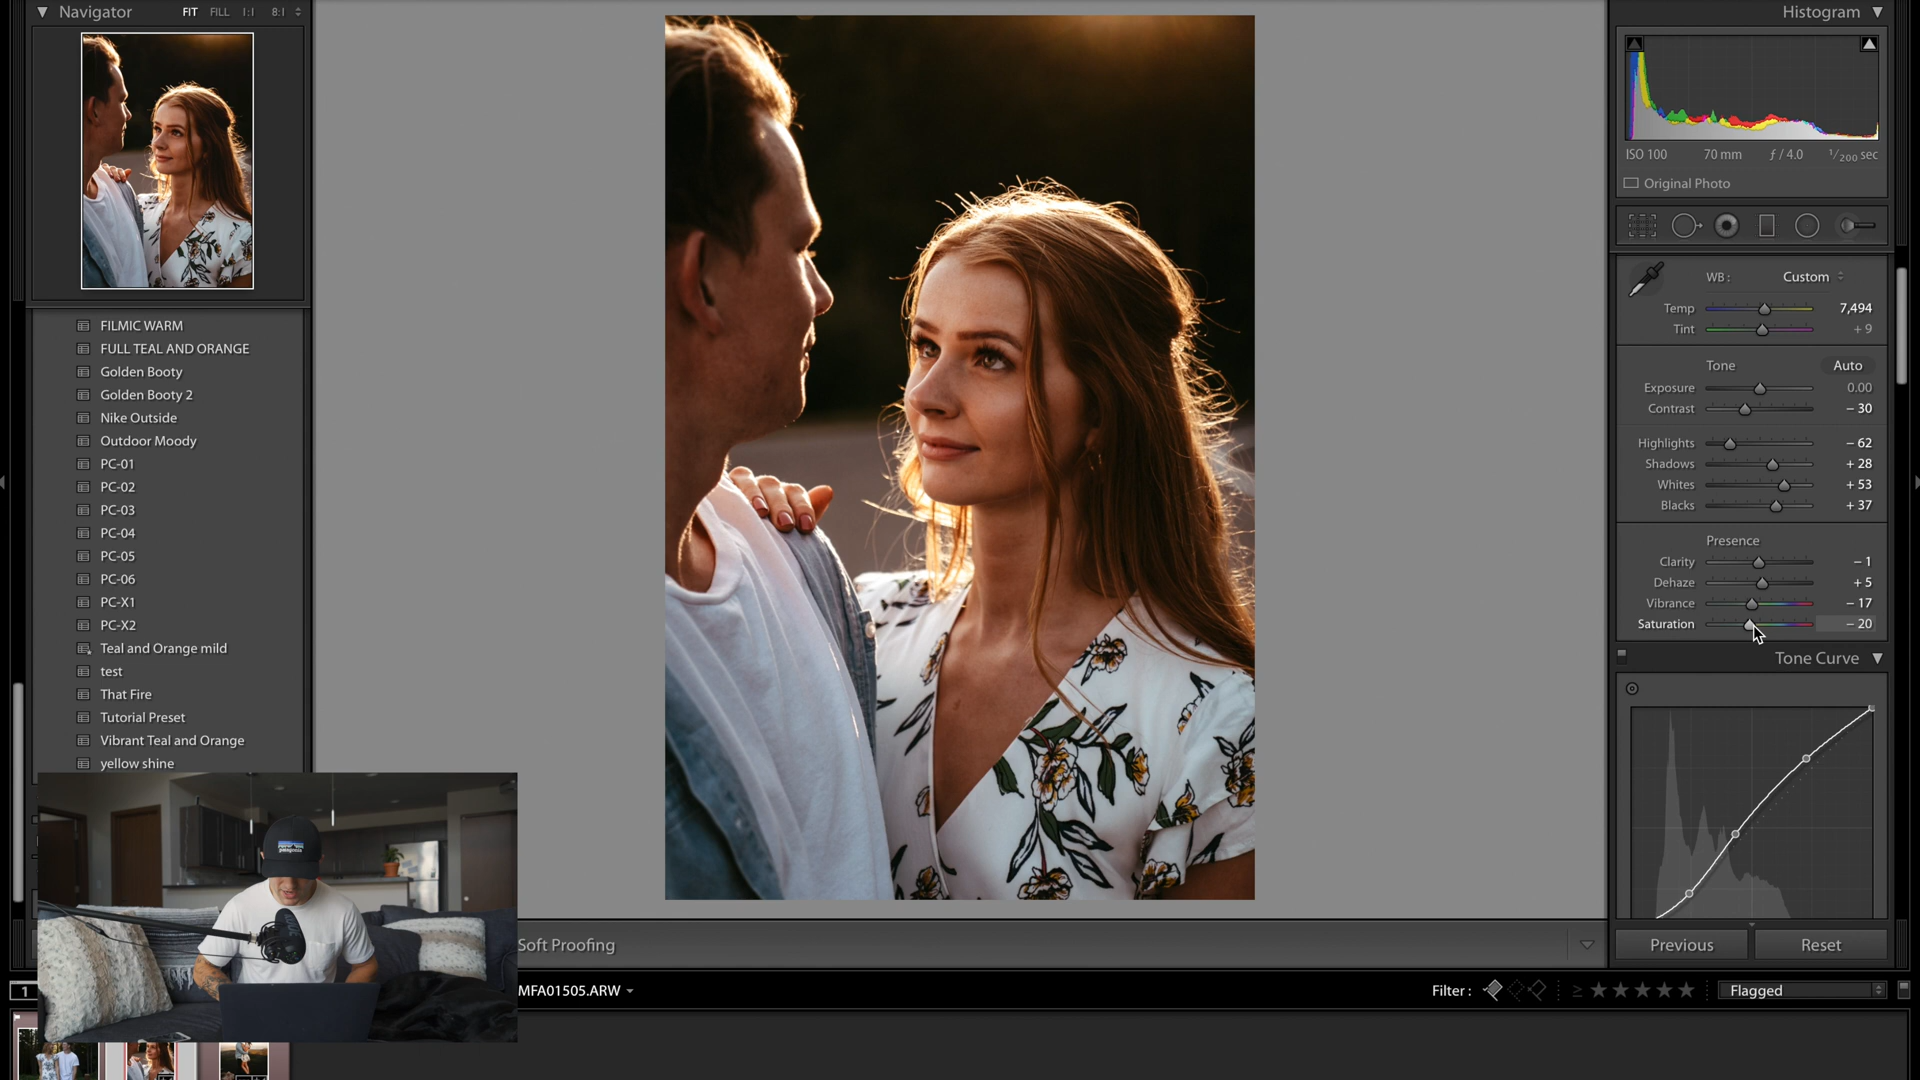 Navigator FIT FILL 1:1 8:1
FILMIC WARM
FULL TEAL AND ORANGE
Golden Booty
Golden Booty 2
Nike Outside
Outdoor Moody
PC-01
PC-02
PC-03
PC-04
PC-05
PC-06
PC-X1
PC-X2
Teal and Orange mild
test
That Fire
Tutorial Preset
Vibrant Teal and Orange
yellow shine
patagonia
Histogram
ISO 100 70 mm ƒ / 4.0 1/200 sec
Original Photo
WB : Custom
Temp 7,494
Tint + 9
Tone Auto
Exposure 0.00
Contrast − 30
Highlights − 62
Shadows + 28
Whites + 53
Blacks + 37
Presence
Clarity − 1
Dehaze + 5
Vibrance − 17
Saturation − 20
Tone Curve
Previous Reset
Soft Proofing
1 MFA01505.ARW Filter : ≥ ★★★★★ Flagged